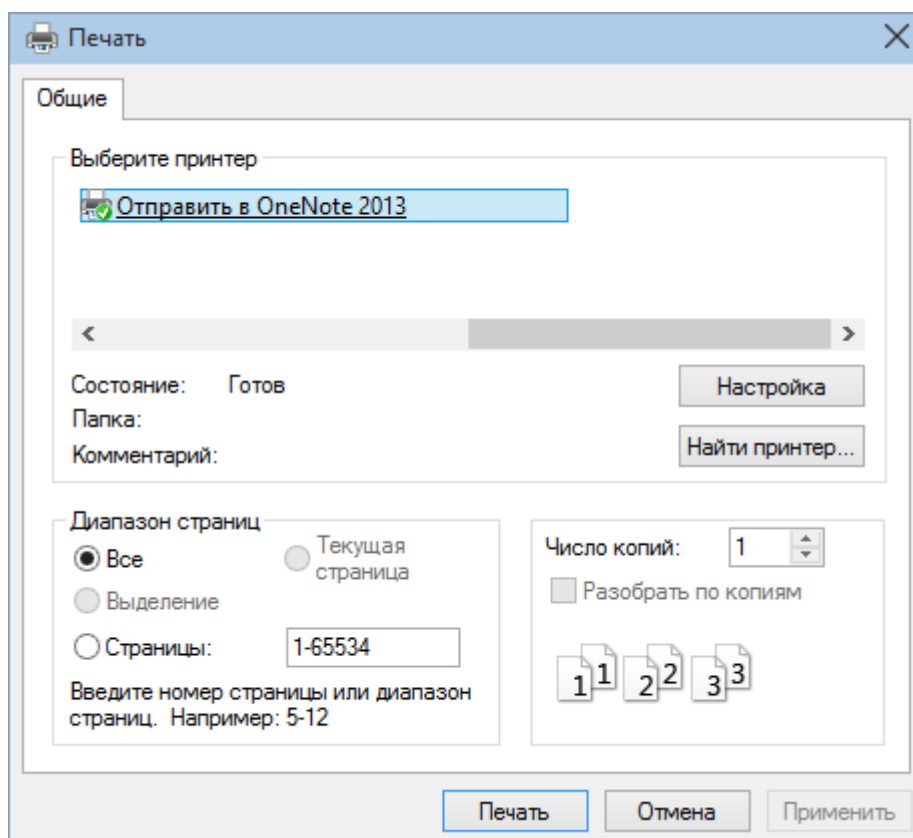 Печать
Общие
Выберите принтер
Отправить в OneNote 2013
Состояние: Готов
Настройка
Папка:
Комментарий:
Найти принтер...
Диапазон страниц
Все
Текущая
страница
Выделение
Страницы: 1-65534
Введите номер страницы или диапазон
страниц. Например: 5-12
Число копий: 1
Разобрать по копиям
1 1 2 2 3 3
Печать Отмена Применить